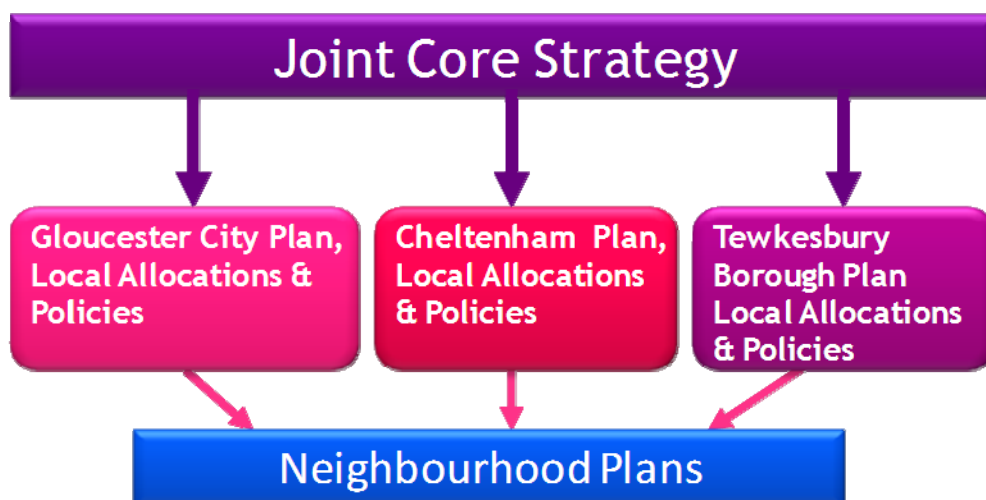 Joint Core Strategy
Gloucester City Plan,
Local Allocations &
Policies
Cheltenham Plan,
Local Allocations
& Policies
Tewkesbury
Borough Plan
Local Allocations
& Policies
Neighbourhood Plans